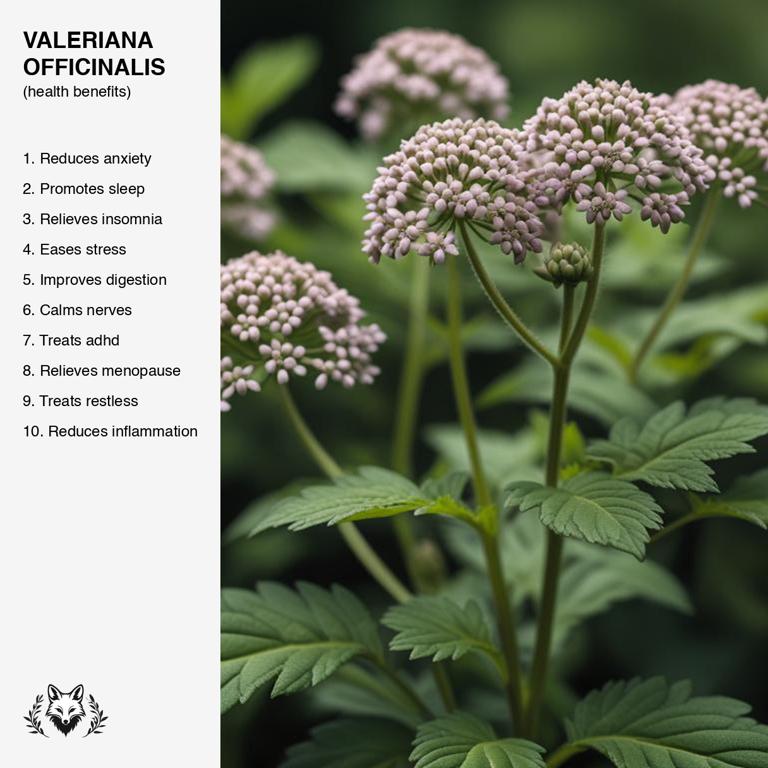 VALERIANA
OFFICINALIS
(health benefits)
1. Reduces anxiety
2. Promotes sleep
3. Relieves insomnia
4. Eases stress
5. Improves digestion
6. Calms nerves
7. Treats adhd
8. Relieves menopause
9. Treats restless
10. Reduces inflammation